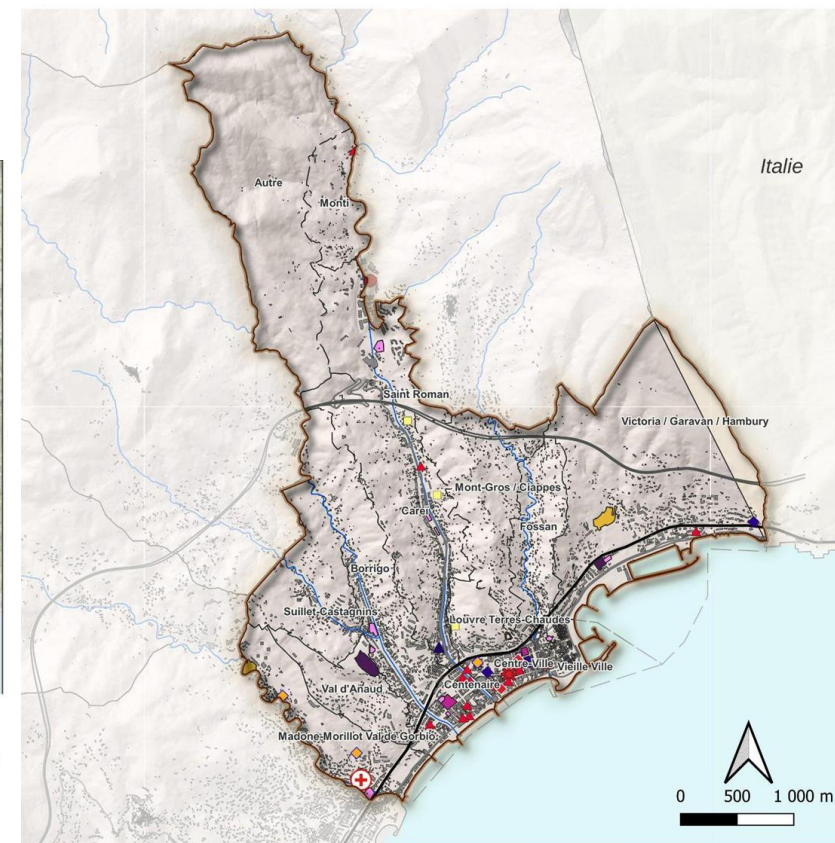 Italie
Autre
Monti
Saint Roman
Victoria / Garavan / Hambury
Mont-Gros / Ciappes
Careï
Fossan
Borrigo
Suillet-Castagnins
Louvre Terres-Chaudes
Centre-Ville
Vieille Ville
Val d'Anaud
Centenaire
Madone-Morillot Val de Gorbio
0 500 1 000 m